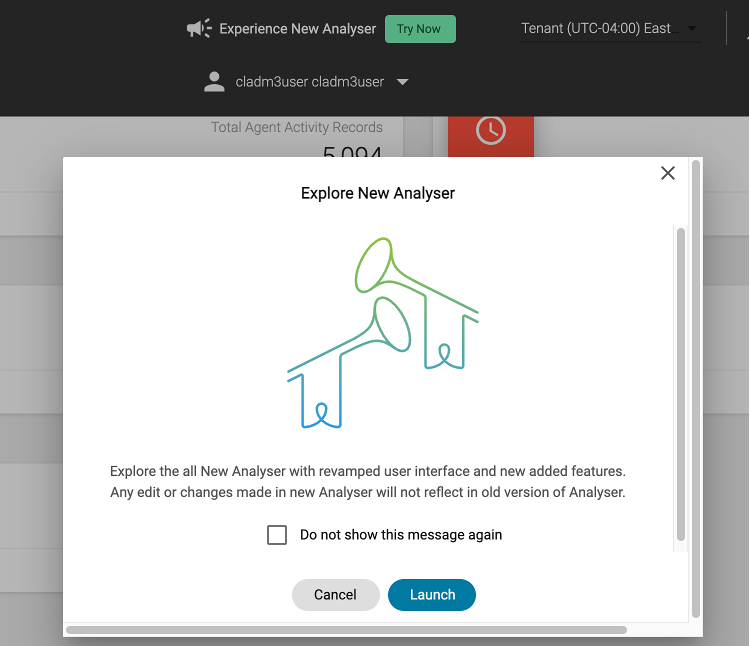 Experience New Analyser Try Now Tenant (UTC-04:00) East...
cladm3user cladm3user
Total Agent Activity Records
5,094
Explore New Analyser
Explore the all New Analyser with revamped user interface and new added features.
Any edit or changes made in new Analyser will not reflect in old version of Analyser.
Do not show this message again
Cancel Launch